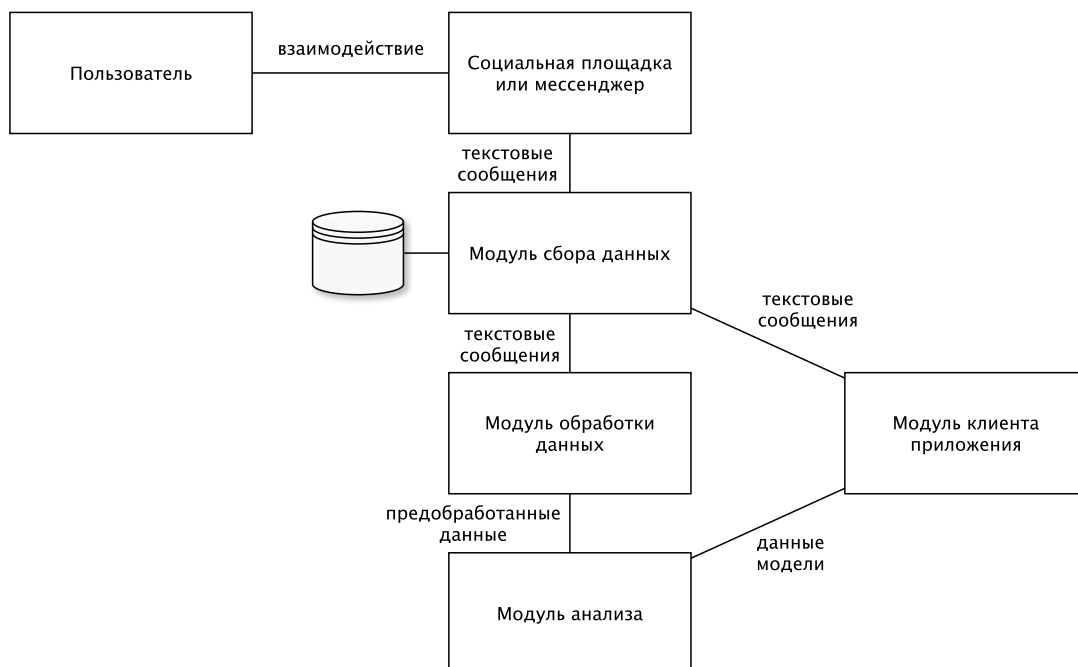 взаимодействие
Пользователь
Социальная площадка
или мессенджер
текстовые
сообщения
Модуль сбора данных
текстовые
сообщения
текстовые
сообщения
Модуль обработки
данных
Модуль клиента
приложения
предобработанные
данные
данные
модели
Модуль анализа